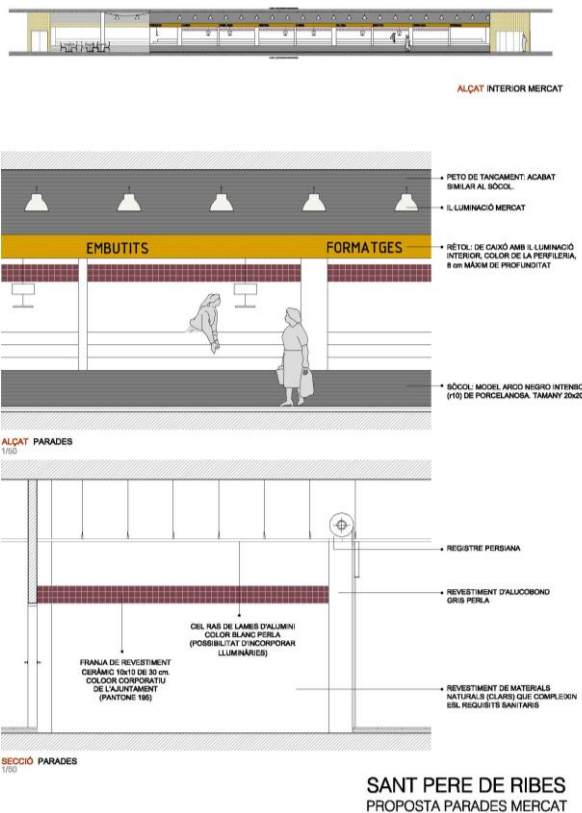 ALÇAT INTERIOR MERCAT
PETO DE TANCAMENT: ACABAT
SIMILAR AL SÒCOL.
IL·LUMINACIÓ MERCAT
EMBUTITS
FORMATGES
RÈTOL: DE CAIXÓ AMB IL·LUMINACIÓ
INTERIOR, COLOR DE LA PERFILERIA,
8 cm MÀXIM DE PROFUNDITAT
SÒCOL: MODEL ARCO NEGRO INTENSO
(r10) DE PORCELANOSA. TAMANY 20x20
ALÇAT PARADES
1/50
REGISTRE PERSIANA
REVESTIMENT D'ALUCOBOND
GRIS PERLA
CEL RAS DE LAMES D'ALUMINI
COLOR BLANC PERLA
(POSSIBILITAT D'INCORPORAR
LLUMINÀRIES)
FRANJA DE REVESTIMENT
CERÀMIC 10x10 DE 30 cm.
COLOOR CORPORATIU
DE L'AJUNTAMENT
(PANTONE 195)
REVESTIMENT DE MATERIALS
NATURALS (CLARS) QUE COMPLEIXIN
ESL REQUISITS SANITARIS
SECCIÓ PARADES
1/50
SANT PERE DE RIBES
PROPOSTA PARADES MERCAT